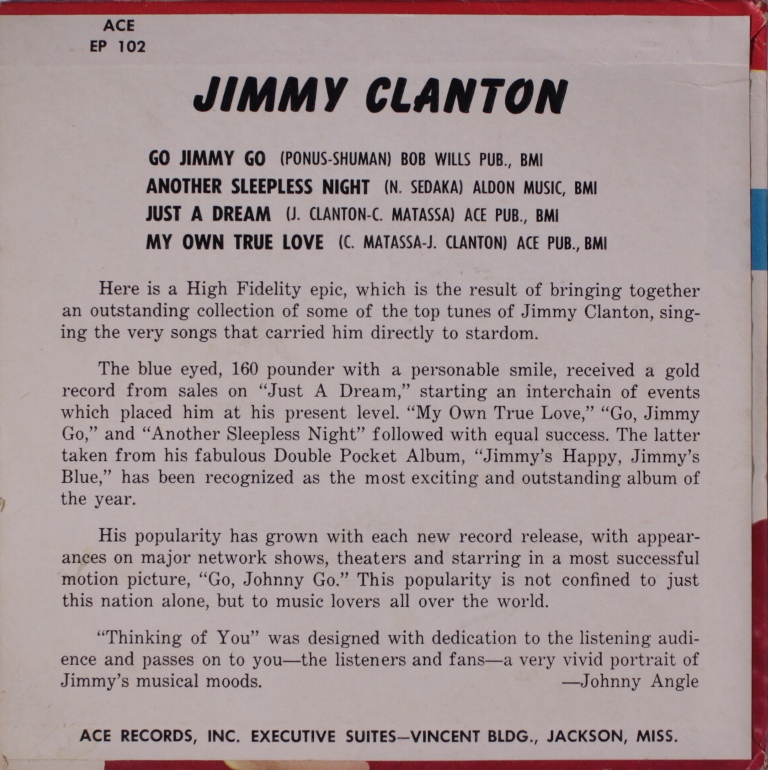 ACE
EP 102
JIMMY CLANTON
GO JIMMY GO (PONUS-SHUMAN) BOB WILLS PUB., BMI
ANOTHER SLEEPLESS NIGHT (N. SEDAKA) ALDON MUSIC, BMI
JUST A DREAM (J. CLANTON-C. MATASSA) ACE PUB., BMI
MY OWN TRUE LOVE (C. MATASSA-J. CLANTON) ACE PUB., BMI
Here is a High Fidelity epic, which is the result of bringing together
an outstanding collection of some of the top tunes of Jimmy Clanton, sing-
ing the very songs that carried him directly to stardom.
The blue eyed, 160 pounder with a personable smile, received a gold
record from sales on “Just A Dream,” starting an interchain of events
which placed him at his present level. “My Own True Love,” “Go, Jimmy
Go,” and “Another Sleepless Night” followed with equal success. The latter
taken from his fabulous Double Pocket Album, “Jimmy’s Happy, Jimmy’s
Blue,” has been recognized as the most exciting and outstanding album of
the year.
His popularity has grown with each new record release, with appear-
ances on major network shows, theaters and starring in a most successful
motion picture, “Go, Johnny Go.” This popularity is not confined to just
this nation alone, but to music lovers all over the world.
“Thinking of You” was designed with dedication to the listening audi-
ence and passes on to you—the listeners and fans—a very vivid portrait of
Jimmy’s musical moods. —Johnny Angle
ACE RECORDS, INC. EXECUTIVE SUITES—VINCENT BLDG., JACKSON, MISS.